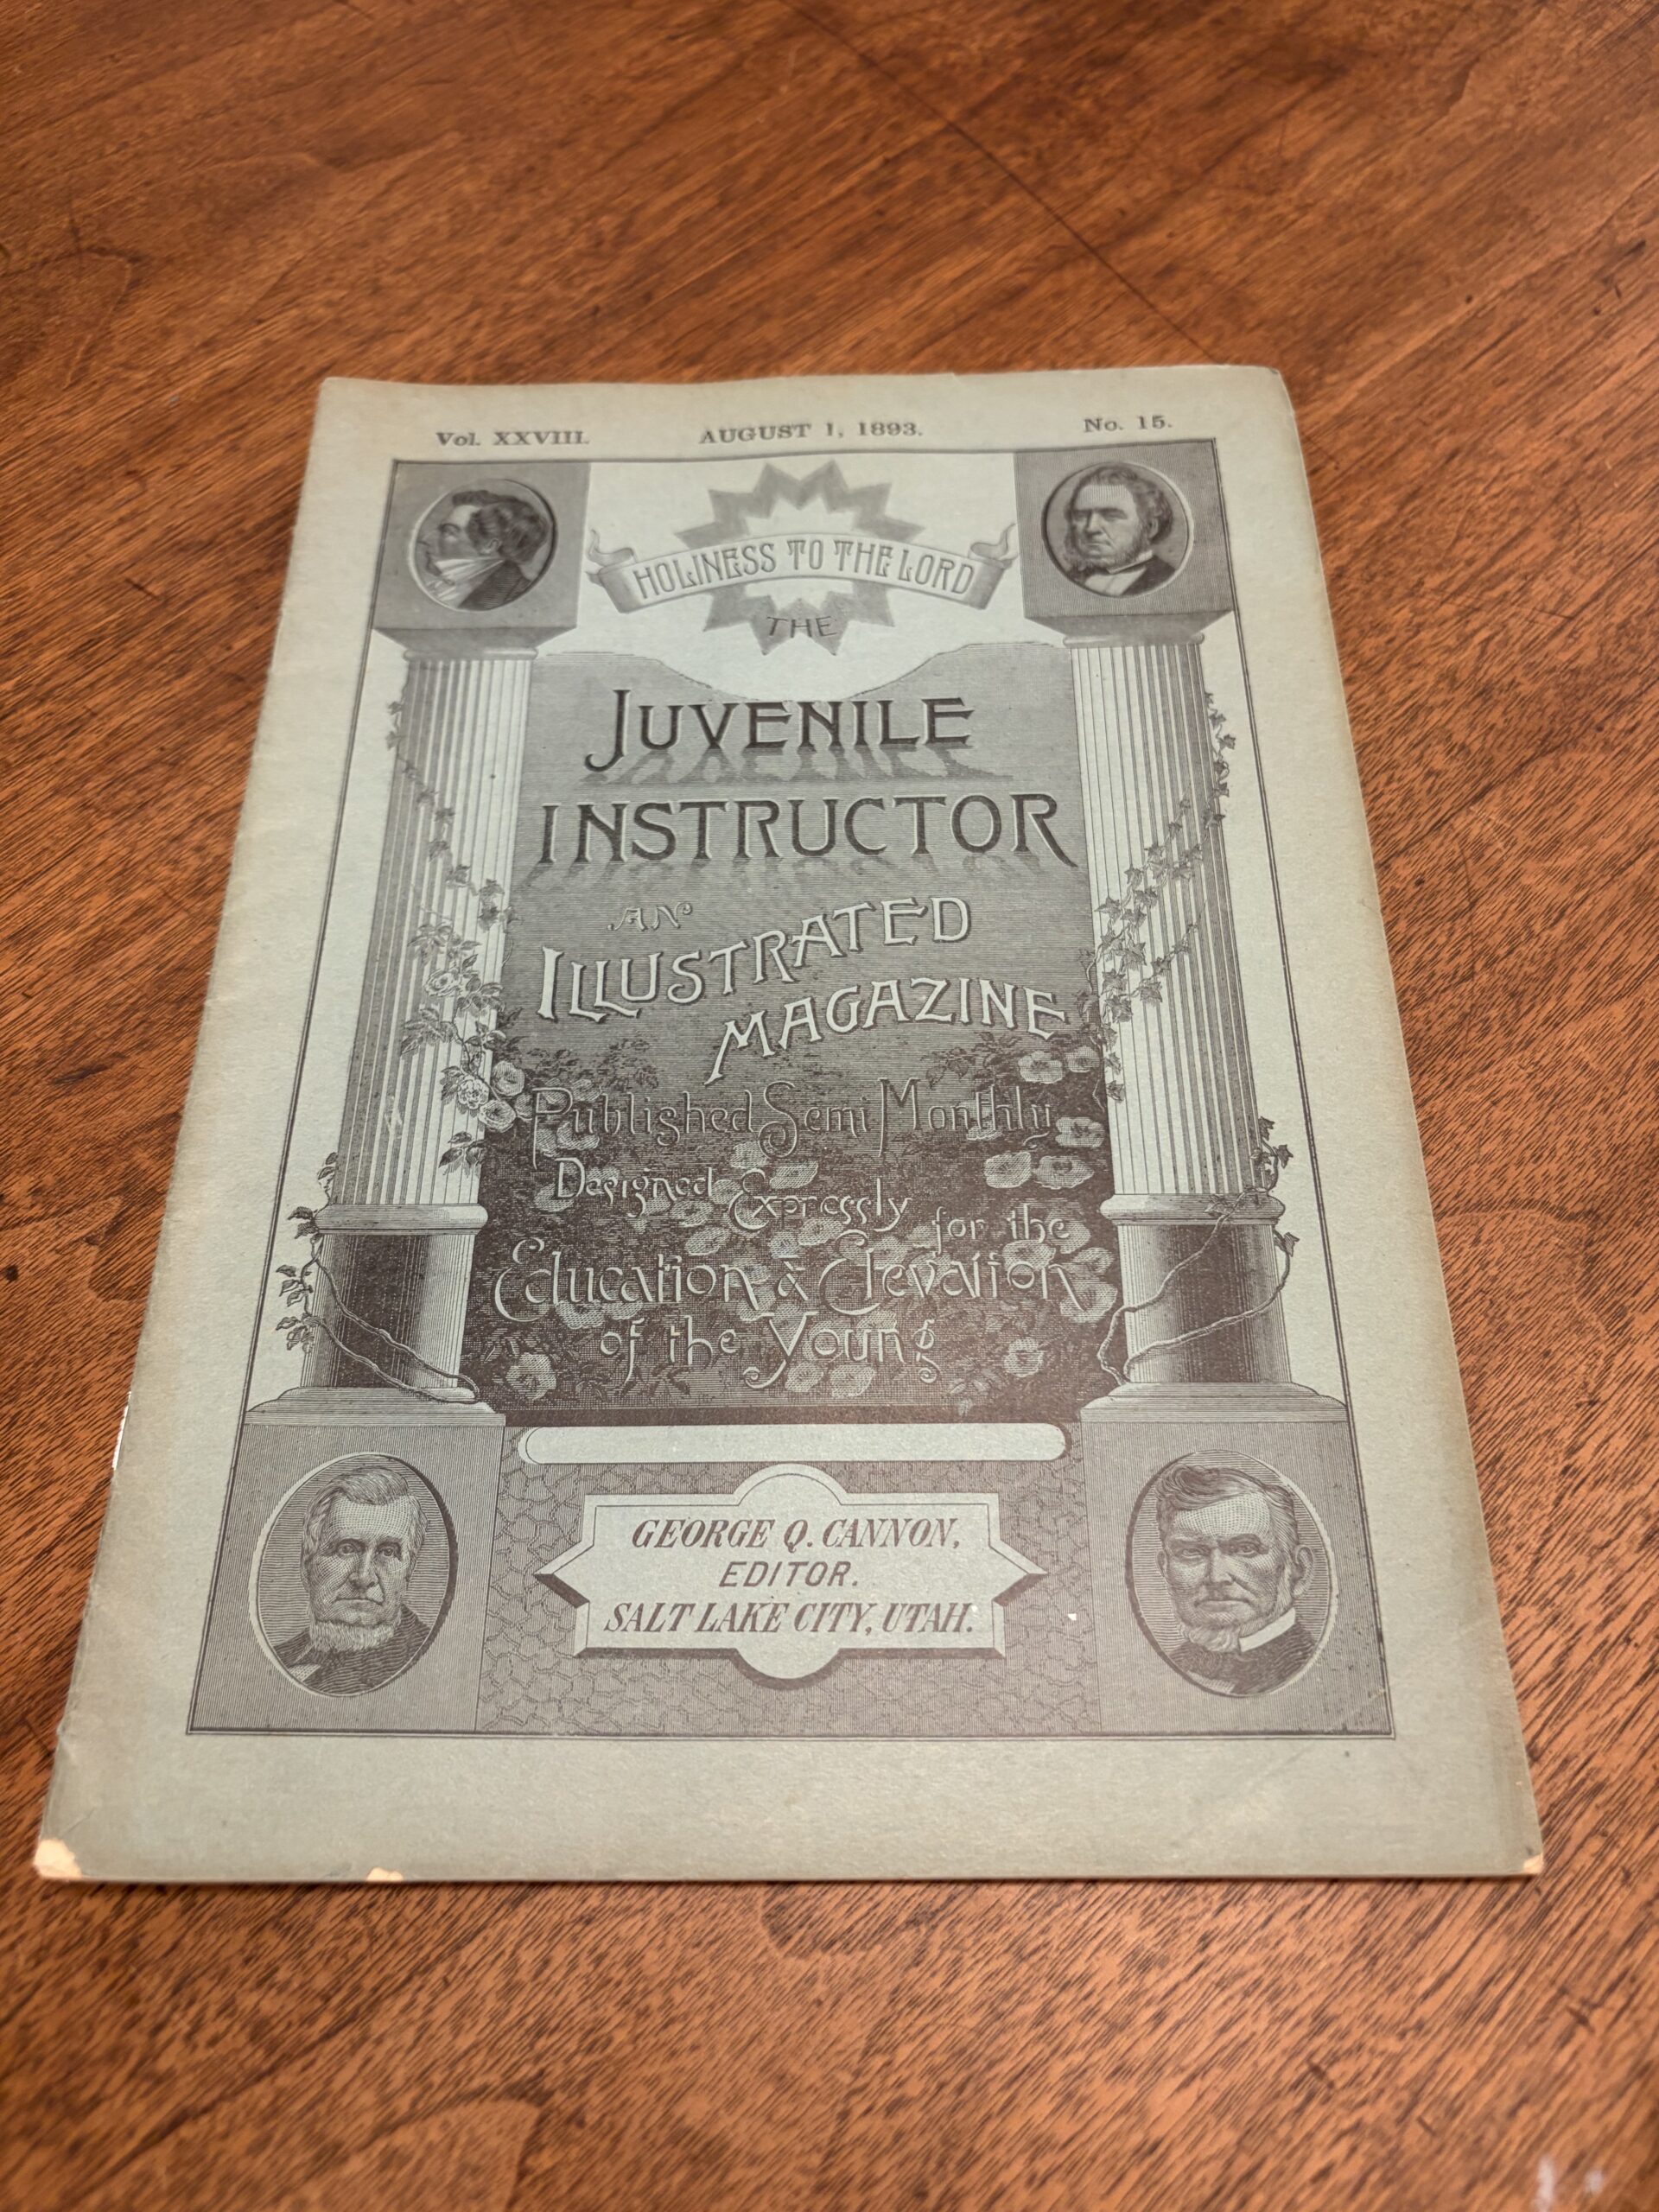 Vol. XXVIII. AUGUST 1, 1893. No. 15.
HOLINESS TO THE LORD
THE
JUVENILE
INSTRUCTOR
AN
ILLUSTRATED
MAGAZINE
Published Semi Monthly
Designed Expressly for the
Education & Elevation
of the Young
GEORGE Q. CANNON,
EDITOR.
SALT LAKE CITY, UTAH.